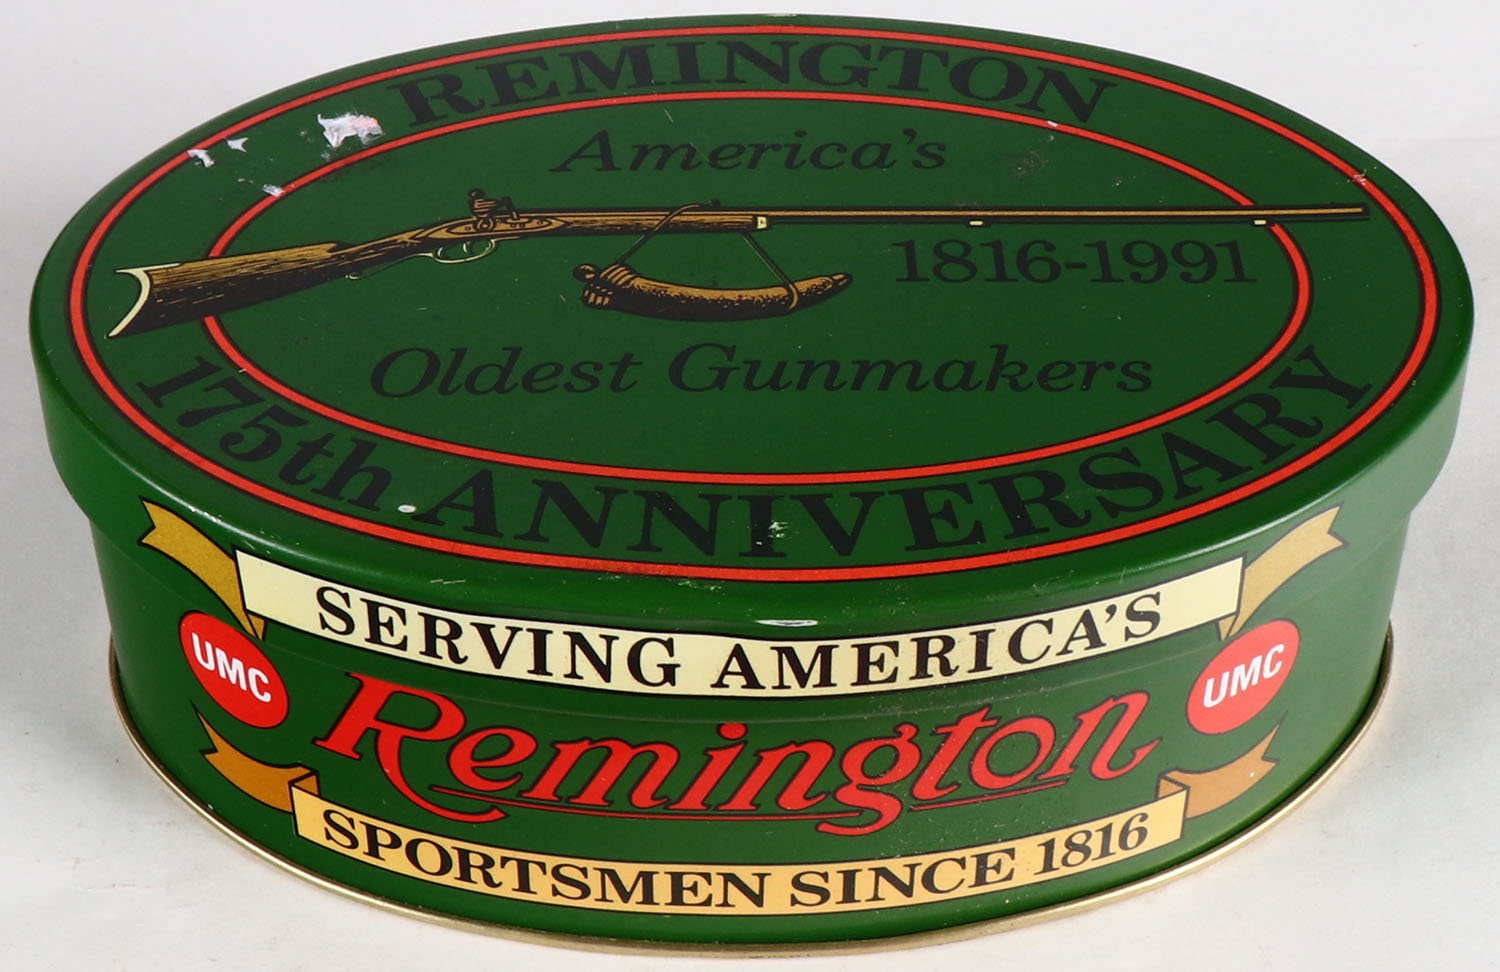 REMINGTON
America's
1816-1991
Oldest Gunmakers
175th ANNIVERSARY
SERVING AMERICA'S
UMC
UMC
Remington
SPORTSMEN SINCE 1816